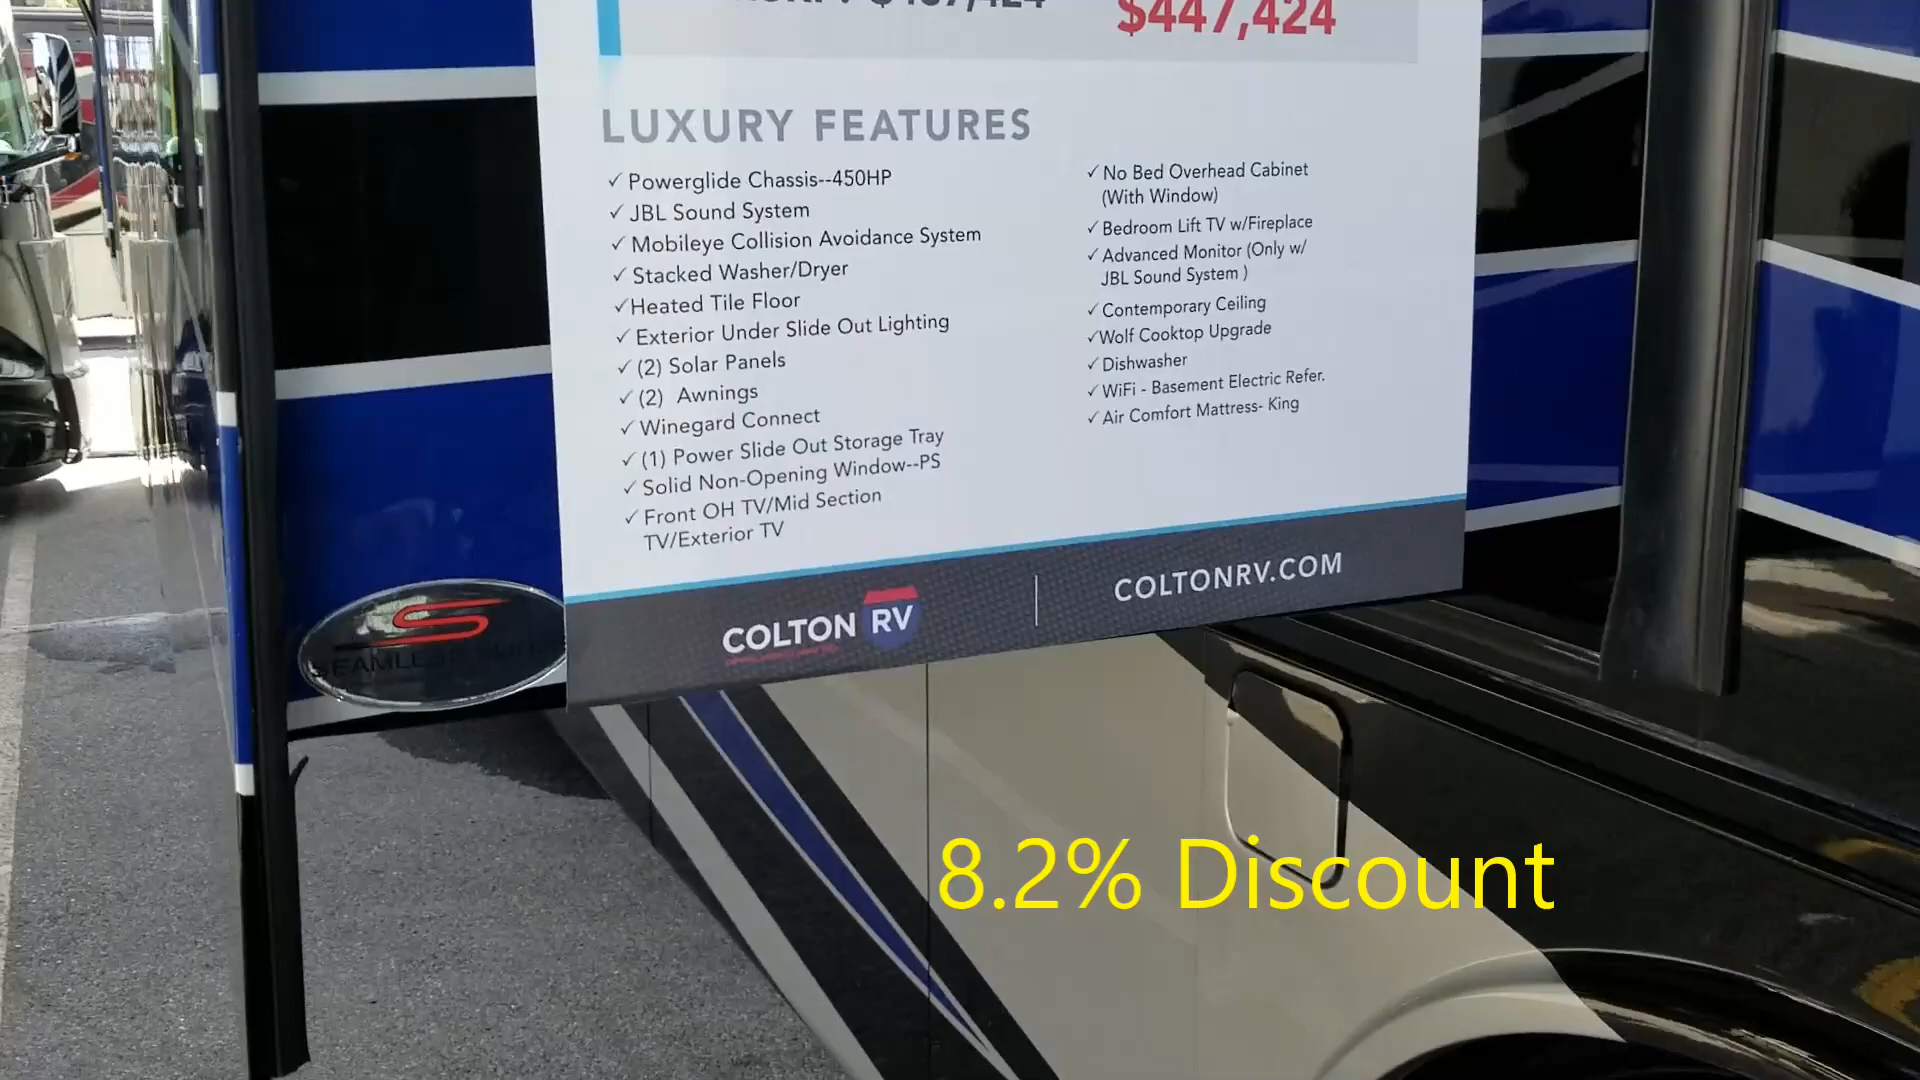 $447,424
LUXURY FEATURES
✓ Powerglide Chassis--450HP
✓ JBL Sound System
✓ Mobileye Collision Avoidance System
✓ Stacked Washer/Dryer
✓Heated Tile Floor
✓ Exterior Under Slide Out Lighting
✓ (2) Solar Panels
✓ (2) Awnings
✓ Winegard Connect
✓ (1) Power Slide Out Storage Tray
✓ Solid Non-Opening Window--PS
✓ Front OH TV/Mid Section
TV/Exterior TV
✓ No Bed Overhead Cabinet
(With Window)
✓ Bedroom Lift TV w/Fireplace
✓ Advanced Monitor (Only w/
JBL Sound System )
✓ Contemporary Ceiling
✓Wolf Cooktop Upgrade
✓ Dishwasher
✓ WiFi - Basement Electric Refer.
✓ Air Comfort Mattress- King
COLTON RV
COLTONRV.COM
8.2% Discount